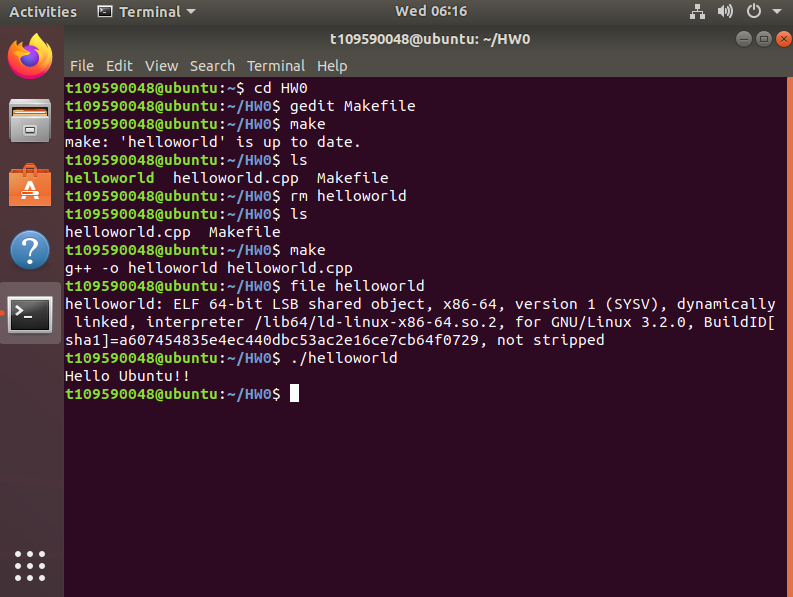 Activities Terminal Wed 06:16
t109590048@ubuntu: ~/HW0
File Edit View Search Terminal Help
t109590048@ubuntu:~$ cd HW0
t109590048@ubuntu:~/HW0$ gedit Makefile
t109590048@ubuntu:~/HW0$ make
make: 'helloworld' is up to date.
t109590048@ubuntu:~/HW0$ ls
helloworld  helloworld.cpp  Makefile
t109590048@ubuntu:~/HW0$ rm helloworld
t109590048@ubuntu:~/HW0$ ls
helloworld.cpp  Makefile
t109590048@ubuntu:~/HW0$ make
g++ -o helloworld helloworld.cpp
t109590048@ubuntu:~/HW0$ file helloworld
helloworld: ELF 64-bit LSB shared object, x86-64, version 1 (SYSV), dynamically
 linked, interpreter /lib64/ld-linux-x86-64.so.2, for GNU/Linux 3.2.0, BuildID[
sha1]=a607454835e4ec440dbc53ac2e16ce7cb64f0729, not stripped
t109590048@ubuntu:~/HW0$ ./helloworld
Hello Ubuntu!!
t109590048@ubuntu:~/HW0$